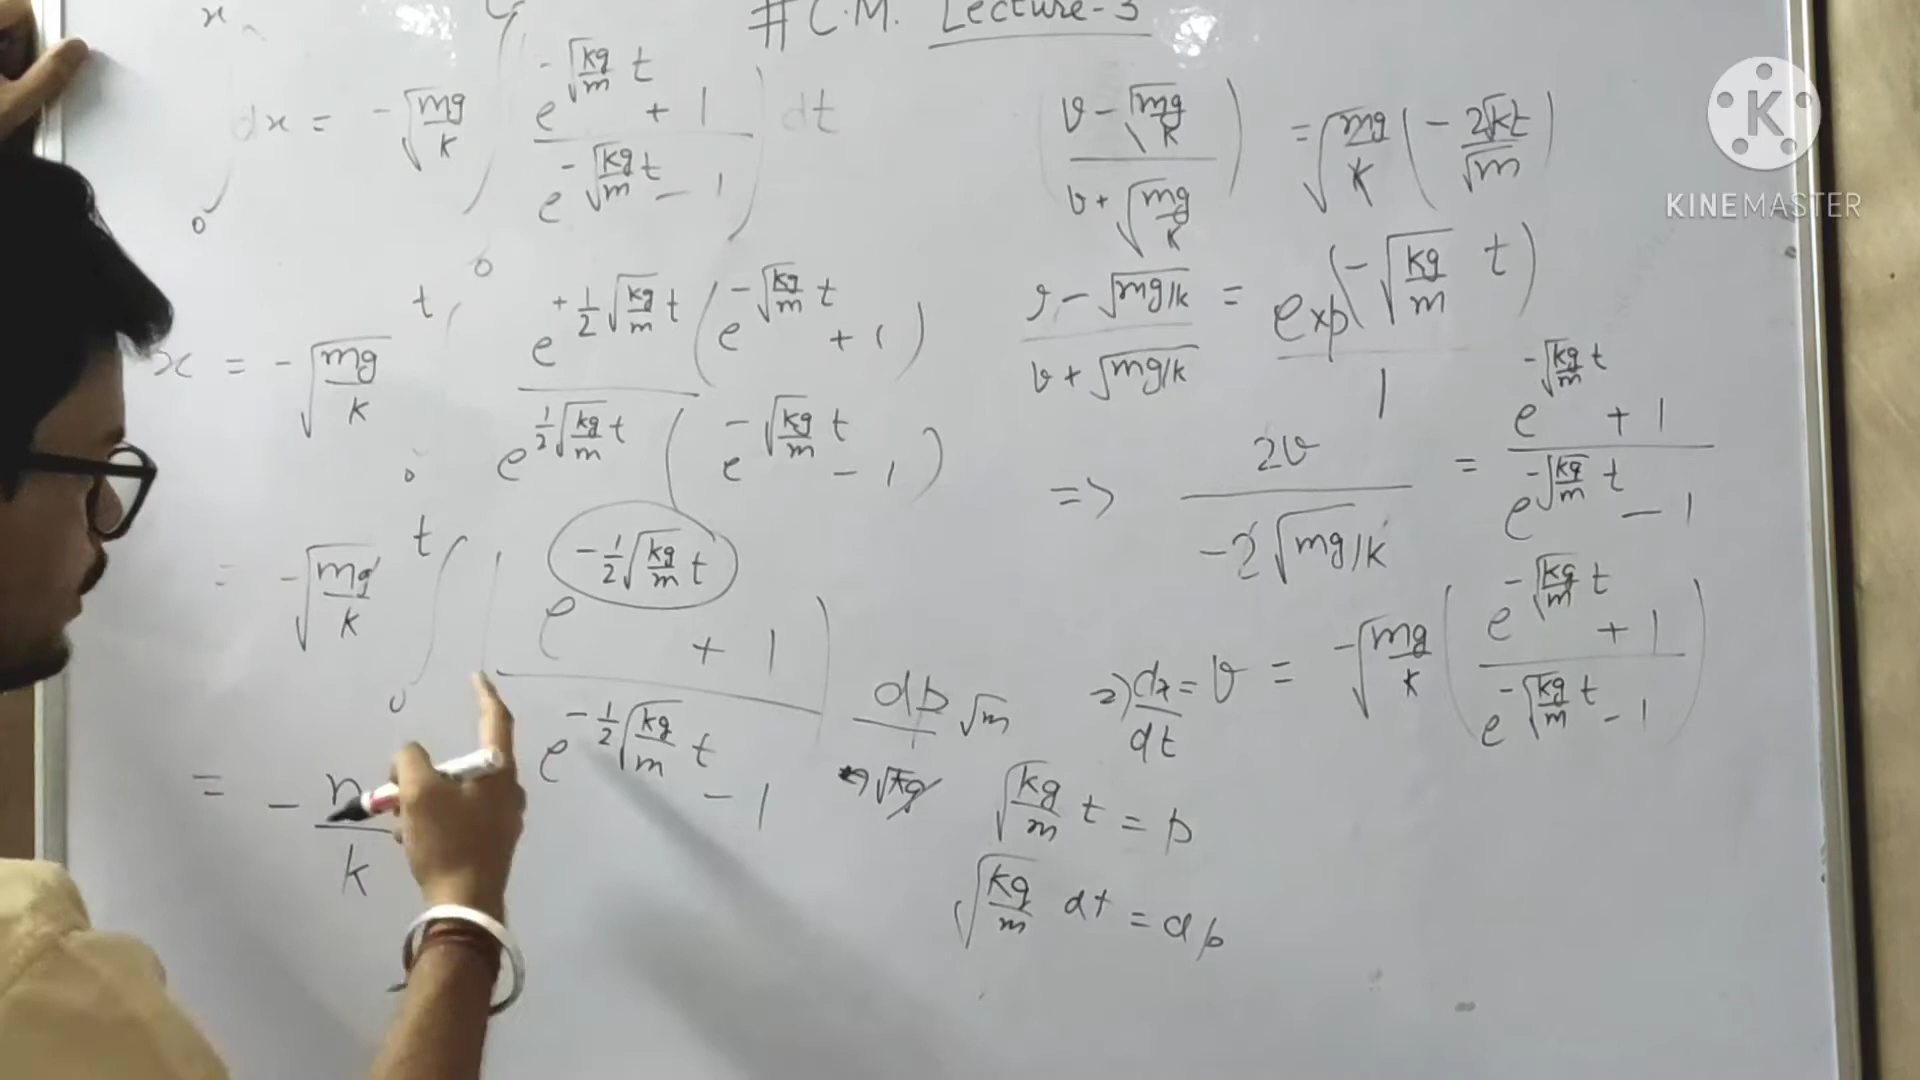 # C.M. Lecture-3
x
dx = -√(mg/k) ∫ ( (e^(-√(kg/m) t) + 1) / (e^(-√(kg/m) t) - 1) ) dt
0
0
x = -√(mg/k) ∫ t 0 e^(+1/2 √(kg/m) t) ( e^(-√(kg/m) t) + 1 ) / e^(1/2 √(kg/m) t) ( e^(-√(kg/m) t) - 1 )
= -√(mg/k) ∫ t 0 ( (e^(-1/2 √(kg/m) t) + 1) / (e^(-1/2 √(kg/m) t) - 1) ) dp √m / √kg
= - / k
( (v - √(mg/k)) / (v + √(mg/k)) ) = √(mg/k) ( - 2√k t / √m )
- √mg/k / v + √mg/k = exp( -√(kg/m) t ) / 1
=> 2v / -2√mg/k = (e^(-√(kg/m) t) + 1) / (e^(-√(kg/m) t) - 1)
dx/dt = v = -√(mg/k) ( (e^(-√(kg/m) t) + 1) / (e^(-√(kg/m) t) - 1) )
√(kg/m) t = p
√(kg/m) dt = dp
K
KINEMASTER